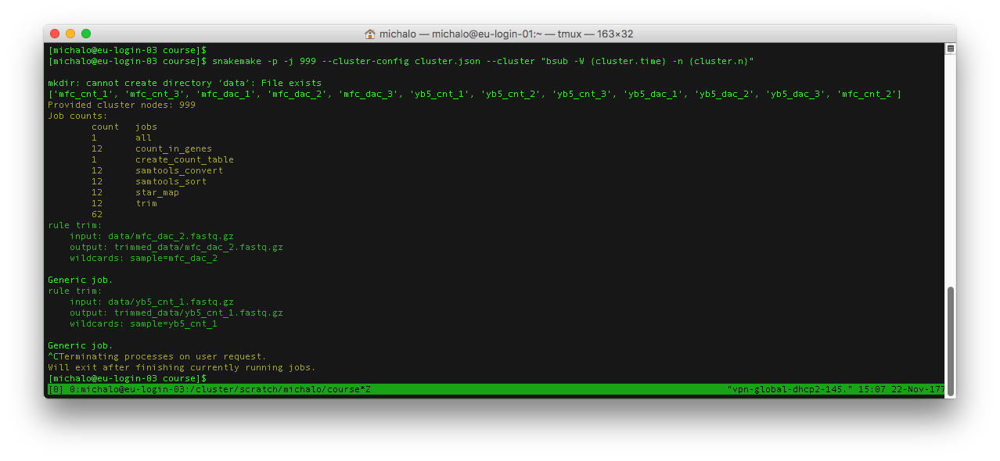 michalo — michalo@eu-login-01:~ — tmux — 163×32
[michalo@eu-login-03 course]$
[michalo@eu-login-03 course]$ snakemake -p -j 999 --cluster-config cluster.json --cluster "bsub -W {cluster.time} -n {cluster.n}"
mkdir: cannot create directory ‘data’: File exists
['mfc_cnt_1', 'mfc_cnt_3', 'mfc_dac_1', 'mfc_dac_2', 'mfc_dac_3', 'yb5_cnt_1', 'yb5_cnt_2', 'yb5_cnt_3', 'yb5_dac_1', 'yb5_dac_2', 'yb5_dac_3', 'mfc_cnt_2']
Provided cluster nodes: 999
Job counts:
count jobs
1 all
12 count_in_genes
1 create_count_table
12 samtools_convert
12 samtools_sort
12 star_map
12 trim
62
rule trim:
input: data/mfc_dac_2.fastq.gz
output: trimmed_data/mfc_dac_2.fastq.gz
wildcards: sample=mfc_dac_2
Generic job.
rule trim:
input: data/yb5_cnt_1.fastq.gz
output: trimmed_data/yb5_cnt_1.fastq.gz
wildcards: sample=yb5_cnt_1
Generic job.
^CTerminating processes on user request.
Will exit after finishing currently running jobs.
[michalo@eu-login-03 course]$
[0] 0:michalo@eu-login-03:/cluster/scratch/michalo/course*Z "vpn-global-dhcp2-145." 15:07 22-Nov-177